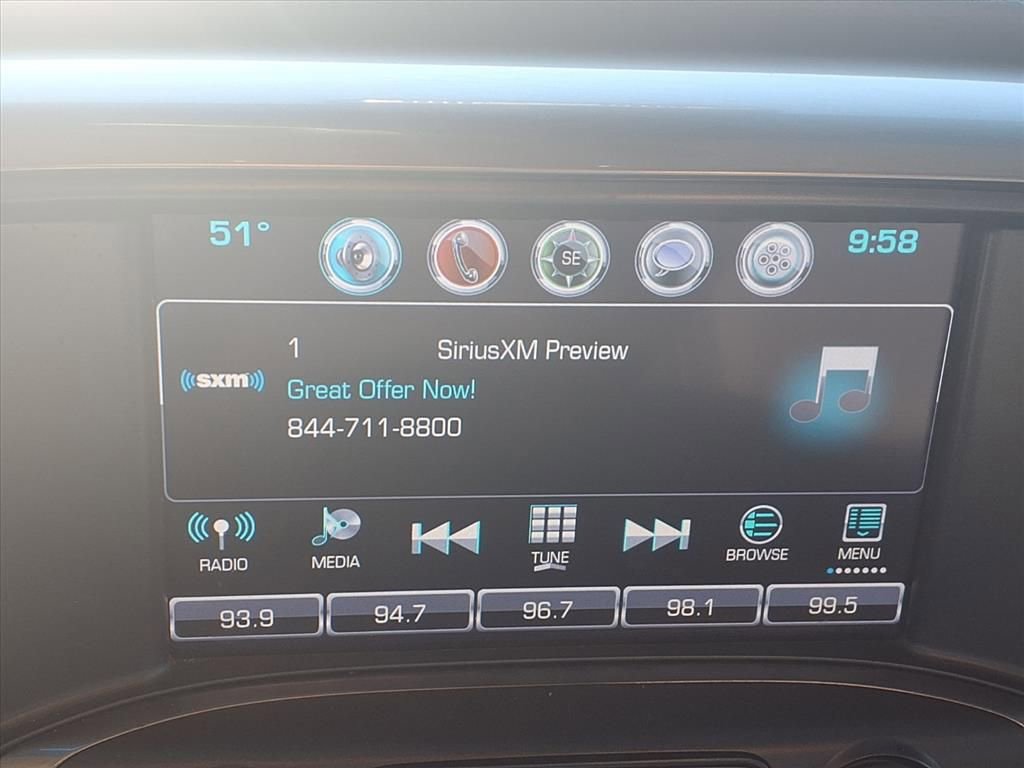 51°
SE
9:58
1
SiriusXM Preview
((sxm))
Great Offer Now!
844-711-8800
RADIO
MEDIA
TUNE
BROWSE
MENU
93.9
94.7
96.7
98.1
99.5